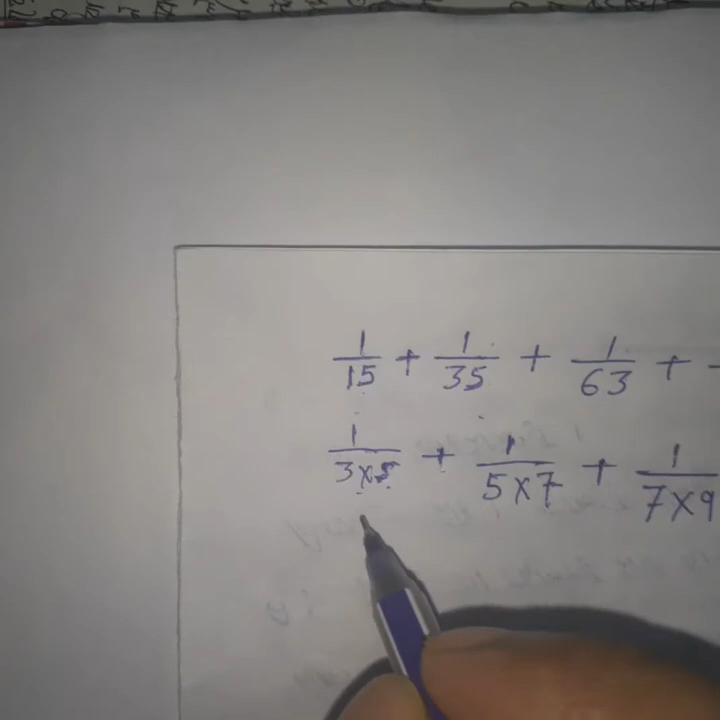 1/15 + 1/35 + 1/63 + -
1/3×5 + 1/5×7 + 1/7×9